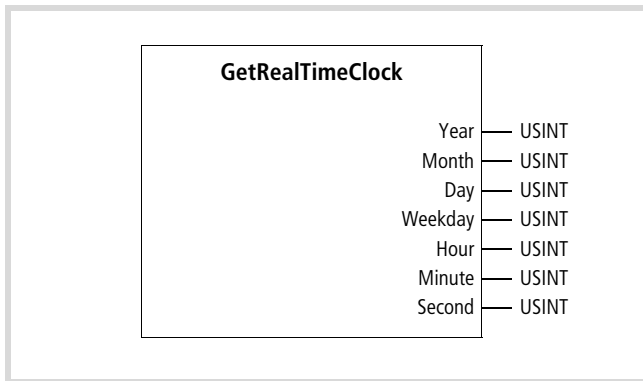 GetRealTimeClock
Year USINT
Month USINT
Day USINT
Weekday USINT
Hour USINT
Minute USINT
Second USINT